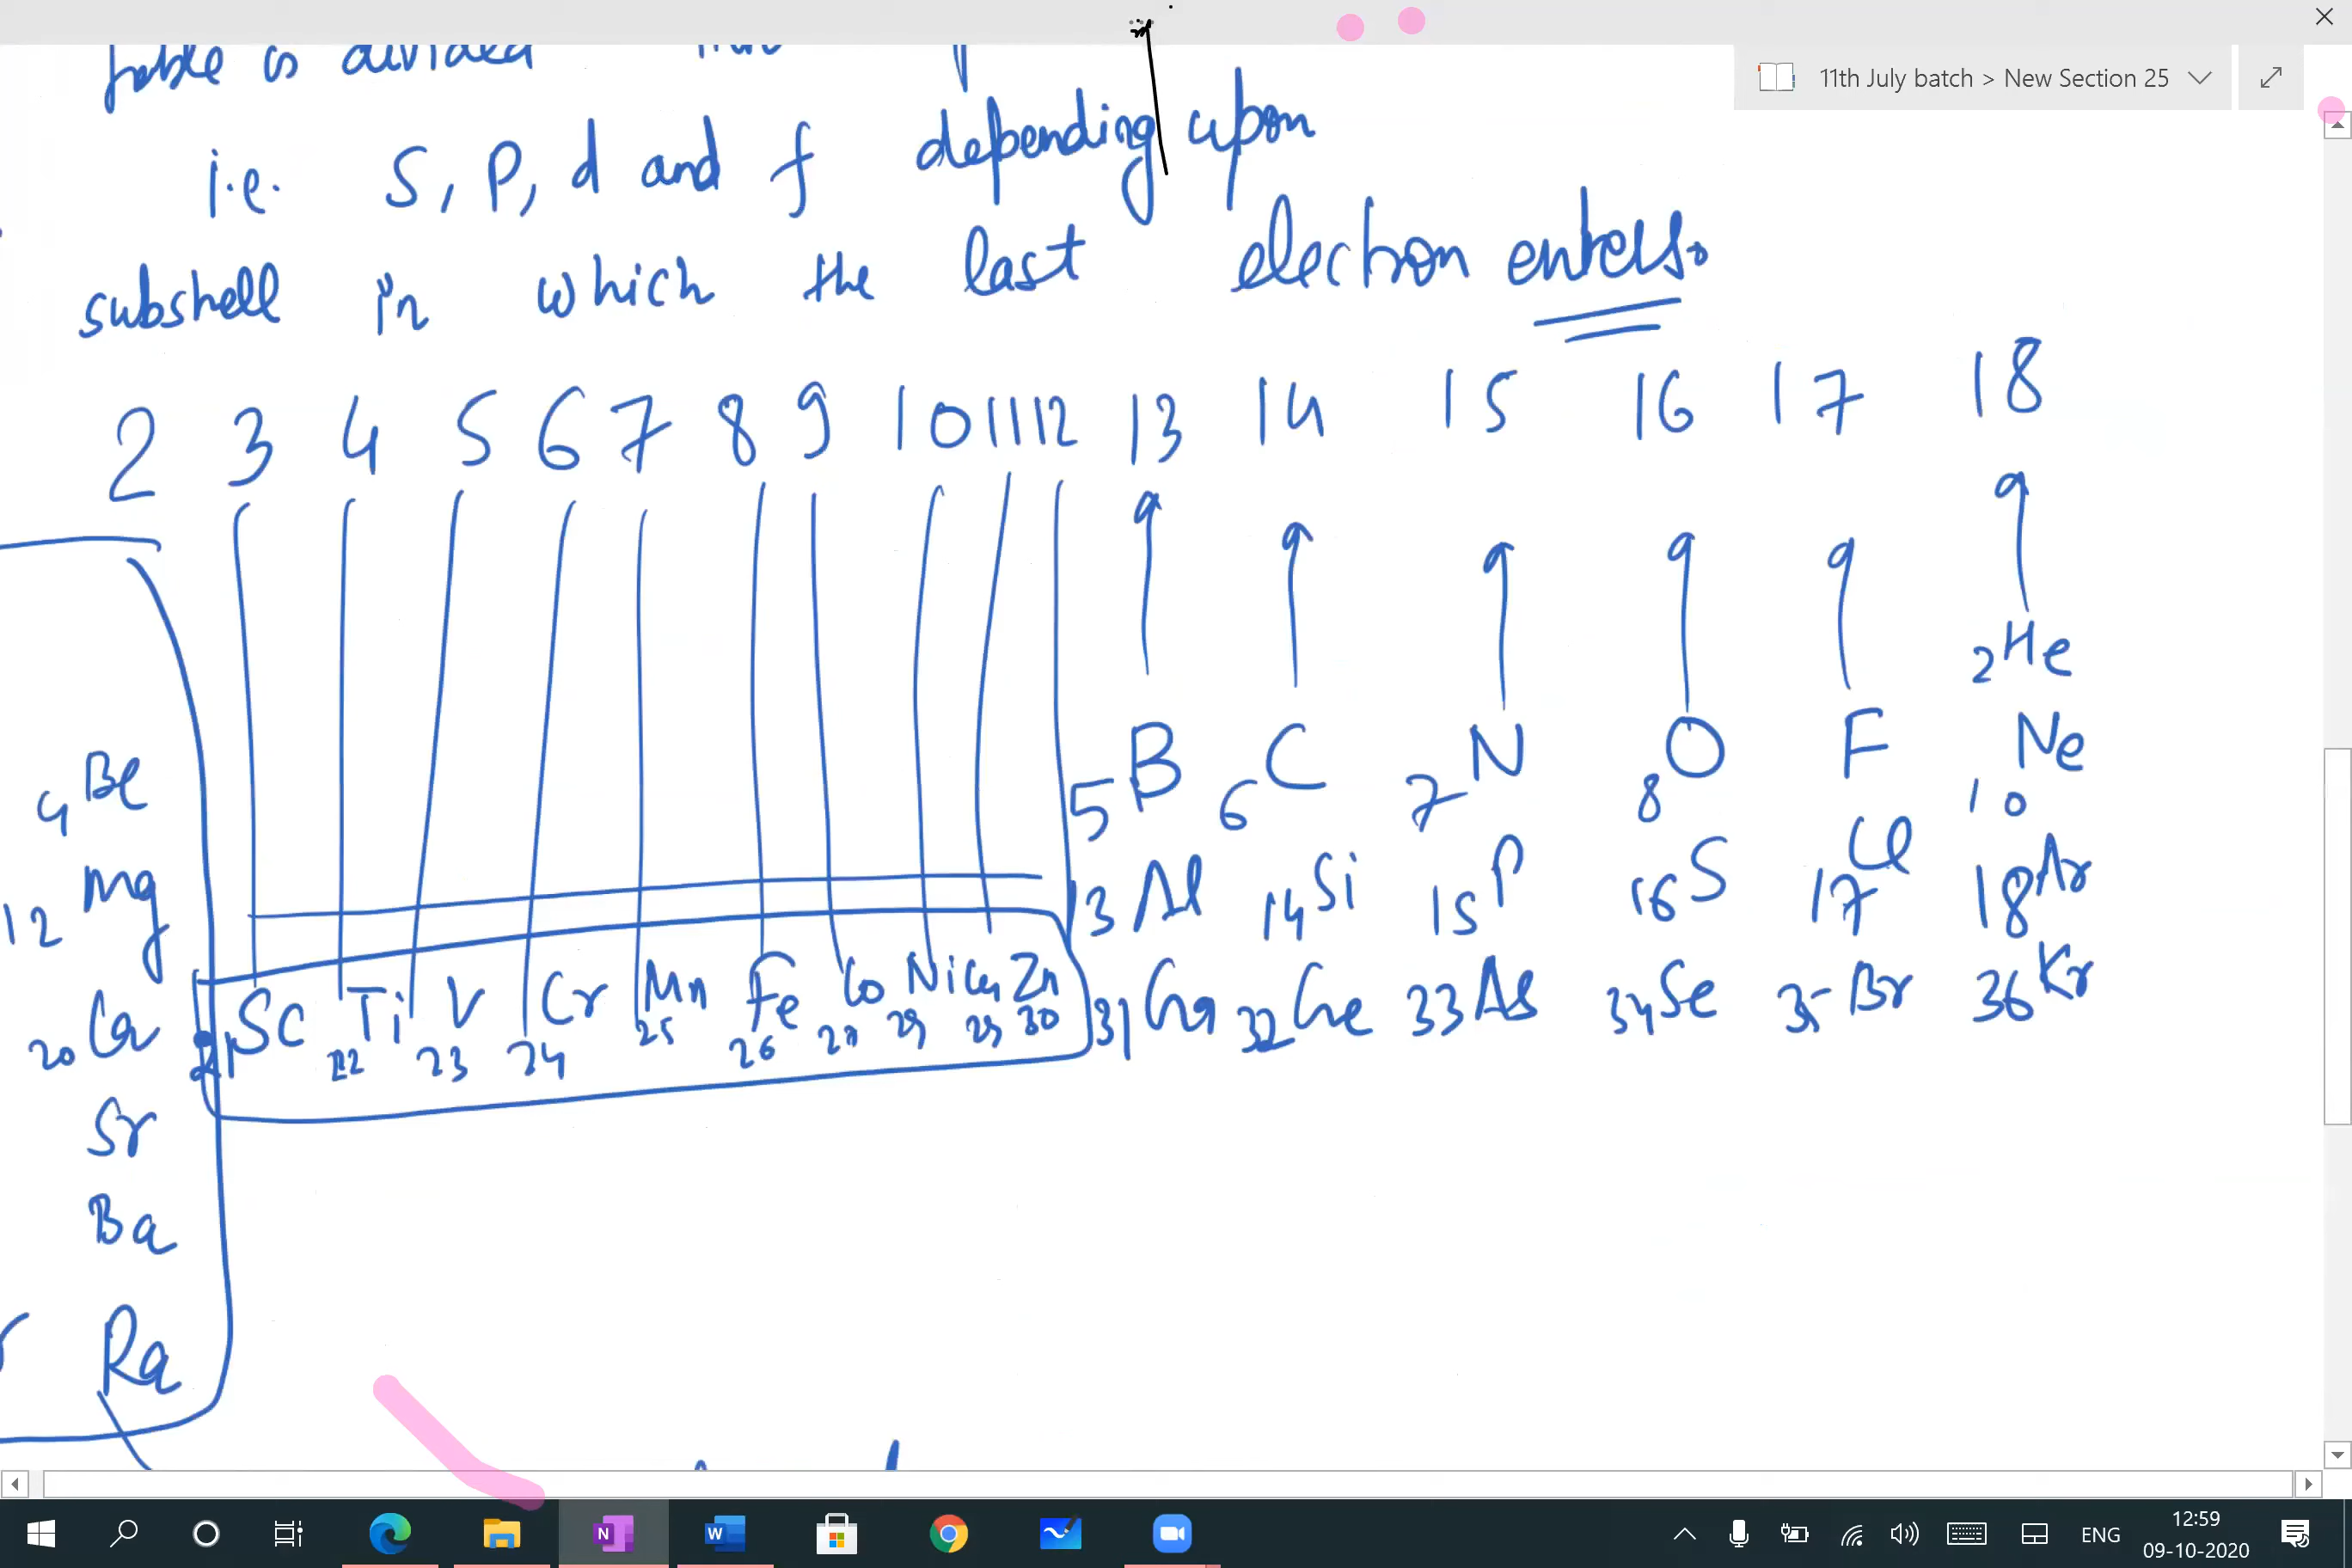 11th July batch > New Section 25
table is divided
i.e. S, P, d and f depending upon
subshell in which the last electron enters.
2 3 4 5 6 7 8 9 10 11 12 13 14 15 16 17 18
2He
4Be 5B 6C 7N 8O F 10Ne
12Mg 13Al 14Si 15P 16S 17Cl 18Ar
20Ca 21Sc 22Ti 23V 24Cr 25Mn 26Fe 27Co 29Ni 29Cu 30Zn 31Ga 32Ge 33As 34Se 35Br 36Kr
Sr
Ba
Ra
ENG
12:59
09-10-2020